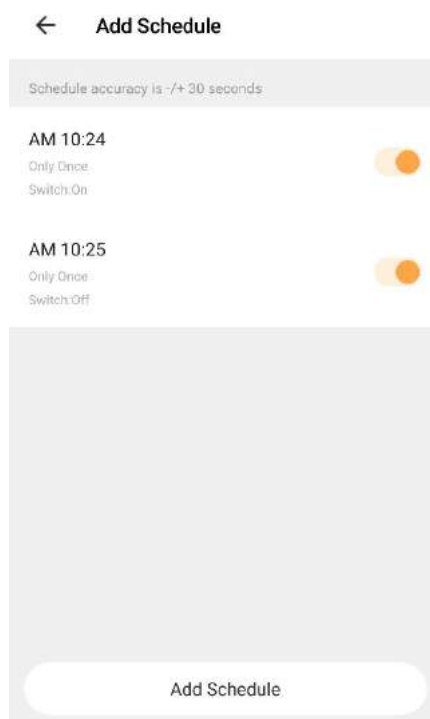 Add Schedule
Schedule accuracy is -/+ 30 seconds
AM 10:24
Only Once
Switch:On
AM 10:25
Only Once
Switch:Off
Add Schedule